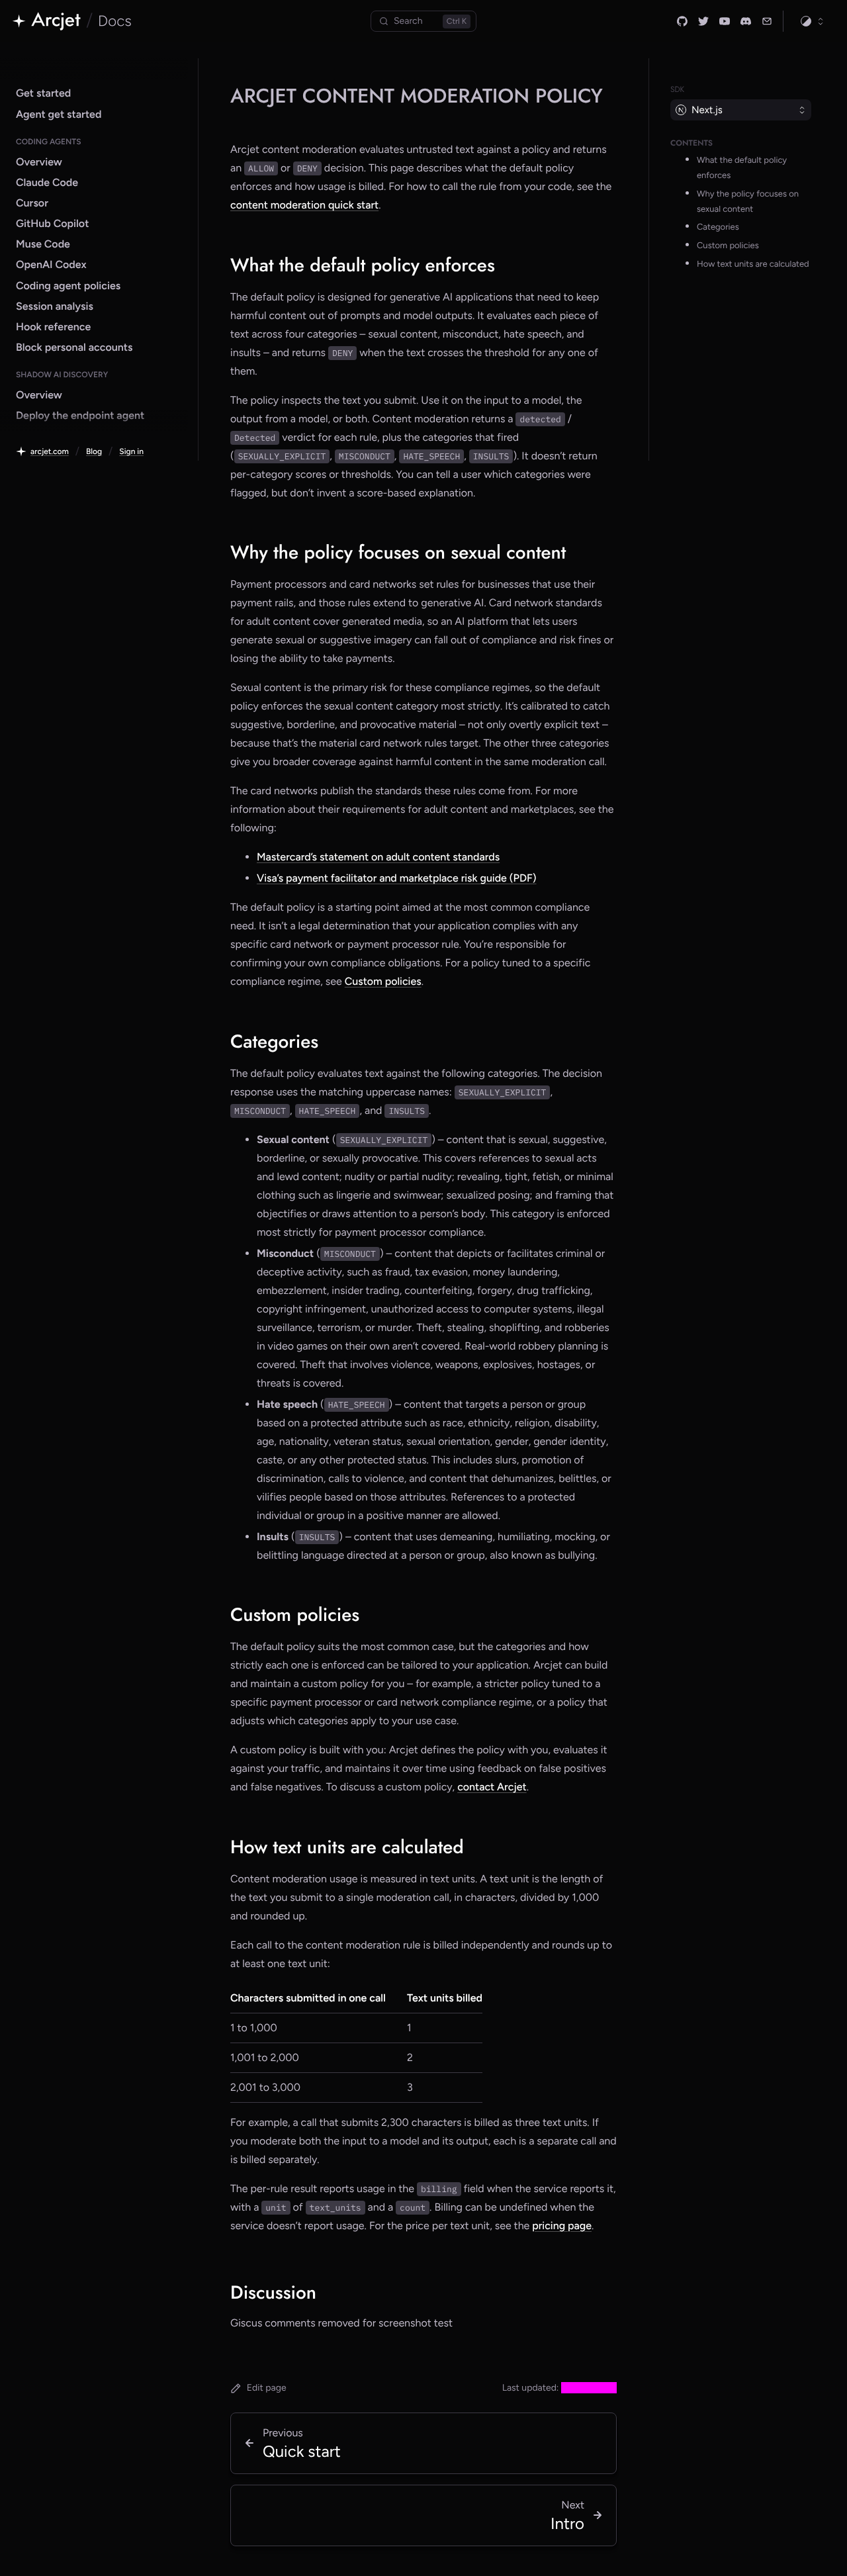 Arcjet / Docs
Search Ctrl K
Get started
Agent get started
CODING AGENTS
Overview
Claude Code
Cursor
GitHub Copilot
Muse Code
OpenAI Codex
Coding agent policies
Session analysis
Hook reference
Block personal accounts
SHADOW AI DISCOVERY
Overview
Deploy the endpoint agent
arcjet.com / Blog / Sign in
ARCJET CONTENT MODERATION POLICY
Arcjet content moderation evaluates untrusted text against a policy and returns
an ALLOW or DENY decision. This page describes what the default policy
enforces and how usage is billed. For how to call the rule from your code, see the
content moderation quick start.
What the default policy enforces
The default policy is designed for generative AI applications that need to keep
harmful content out of prompts and model outputs. It evaluates each piece of
text across four categories – sexual content, misconduct, hate speech, and
insults – and returns DENY when the text crosses the threshold for any one of
them.
The policy inspects the text you submit. Use it on the input to a model, the
output from a model, or both. Content moderation returns a detected /
Detected verdict for each rule, plus the categories that fired
(SEXUALLY_EXPLICIT, MISCONDUCT, HATE_SPEECH, INSULTS). It doesn't return
per-category scores or thresholds. You can tell a user which categories were
flagged, but don't invent a score-based explanation.
Why the policy focuses on sexual content
Payment processors and card networks set rules for businesses that use their
payment rails, and those rules extend to generative AI. Card network standards
for adult content cover generated media, so an AI platform that lets users
generate sexual or suggestive imagery can fall out of compliance and risk fines or
losing the ability to take payments.
Sexual content is the primary risk for these compliance regimes, so the default
policy enforces the sexual content category most strictly. It's calibrated to catch
suggestive, borderline, and provocative material – not only overtly explicit text –
because that's the material card network rules target. The other three categories
give you broader coverage against harmful content in the same moderation call.
The card networks publish the standards these rules come from. For more
information about their requirements for adult content and marketplaces, see the
following:
• Mastercard's statement on adult content standards
• Visa's payment facilitator and marketplace risk guide (PDF)
The default policy is a starting point aimed at the most common compliance
need. It isn't a legal determination that your application complies with any
specific card network or payment processor rule. You're responsible for
confirming your own compliance obligations. For a policy tuned to a specific
compliance regime, see Custom policies.
Categories
The default policy evaluates text against the following categories. The decision
response uses the matching uppercase names: SEXUALLY_EXPLICIT,
MISCONDUCT, HATE_SPEECH, and INSULTS.
• Sexual content (SEXUALLY_EXPLICIT) – content that is sexual, suggestive,
borderline, or sexually provocative. This covers references to sexual acts
and lewd content; nudity or partial nudity; revealing, tight, fetish, or minimal
clothing such as lingerie and swimwear; sexualized posing; and framing that
objectifies or draws attention to a person's body. This category is enforced
most strictly for payment processor compliance.
• Misconduct (MISCONDUCT) – content that depicts or facilitates criminal or
deceptive activity, such as fraud, tax evasion, money laundering,
embezzlement, insider trading, counterfeiting, forgery, drug trafficking,
copyright infringement, unauthorized access to computer systems, illegal
surveillance, terrorism, or murder. Theft, stealing, shoplifting, and robberies
in video games on their own aren't covered. Real-world robbery planning is
covered. Theft that involves violence, weapons, explosives, hostages, or
threats is covered.
• Hate speech (HATE_SPEECH) – content that targets a person or group
based on a protected attribute such as race, ethnicity, religion, disability,
age, nationality, veteran status, sexual orientation, gender, gender identity,
caste, or any other protected status. This includes slurs, promotion of
discrimination, calls to violence, and content that dehumanizes, belittles, or
vilifies people based on those attributes. References to a protected
individual or group in a positive manner are allowed.
• Insults (INSULTS) – content that uses demeaning, humiliating, mocking, or
belittling language directed at a person or group, also known as bullying.
Custom policies
The default policy suits the most common case, but the categories and how
strictly each one is enforced can be tailored to your application. Arcjet can build
and maintain a custom policy for you – for example, a stricter policy tuned to a
specific payment processor or card network compliance regime, or a policy that
adjusts which categories apply to your use case.
A custom policy is built with you: Arcjet defines the policy with you, evaluates it
against your traffic, and maintains it over time using feedback on false positives
and false negatives. To discuss a custom policy, contact Arcjet.
How text units are calculated
Content moderation usage is measured in text units. A text unit is the length of
the text you submit to a single moderation call, in characters, divided by 1,000
and rounded up.
Each call to the content moderation rule is billed independently and rounds up to
at least one text unit:
Characters submitted in one call Text units billed
1 to 1,000 1
1,001 to 2,000 2
2,001 to 3,000 3
For example, a call that submits 2,300 characters is billed as three text units. If
you moderate both the input to a model and its output, each is a separate call and
is billed separately.
The per-rule result reports usage in the billing field when the service reports it,
with a unit of text_units and a count. Billing can be undefined when the
service doesn't report usage. For the price per text unit, see the pricing page.
Discussion
Giscus comments removed for screenshot test
Edit page
Last updated:
Previous
Quick start
Next
Intro
SDK
Next.js
CONTENTS
• What the default policy
enforces
• Why the policy focuses on
sexual content
• Categories
• Custom policies
• How text units are calculated